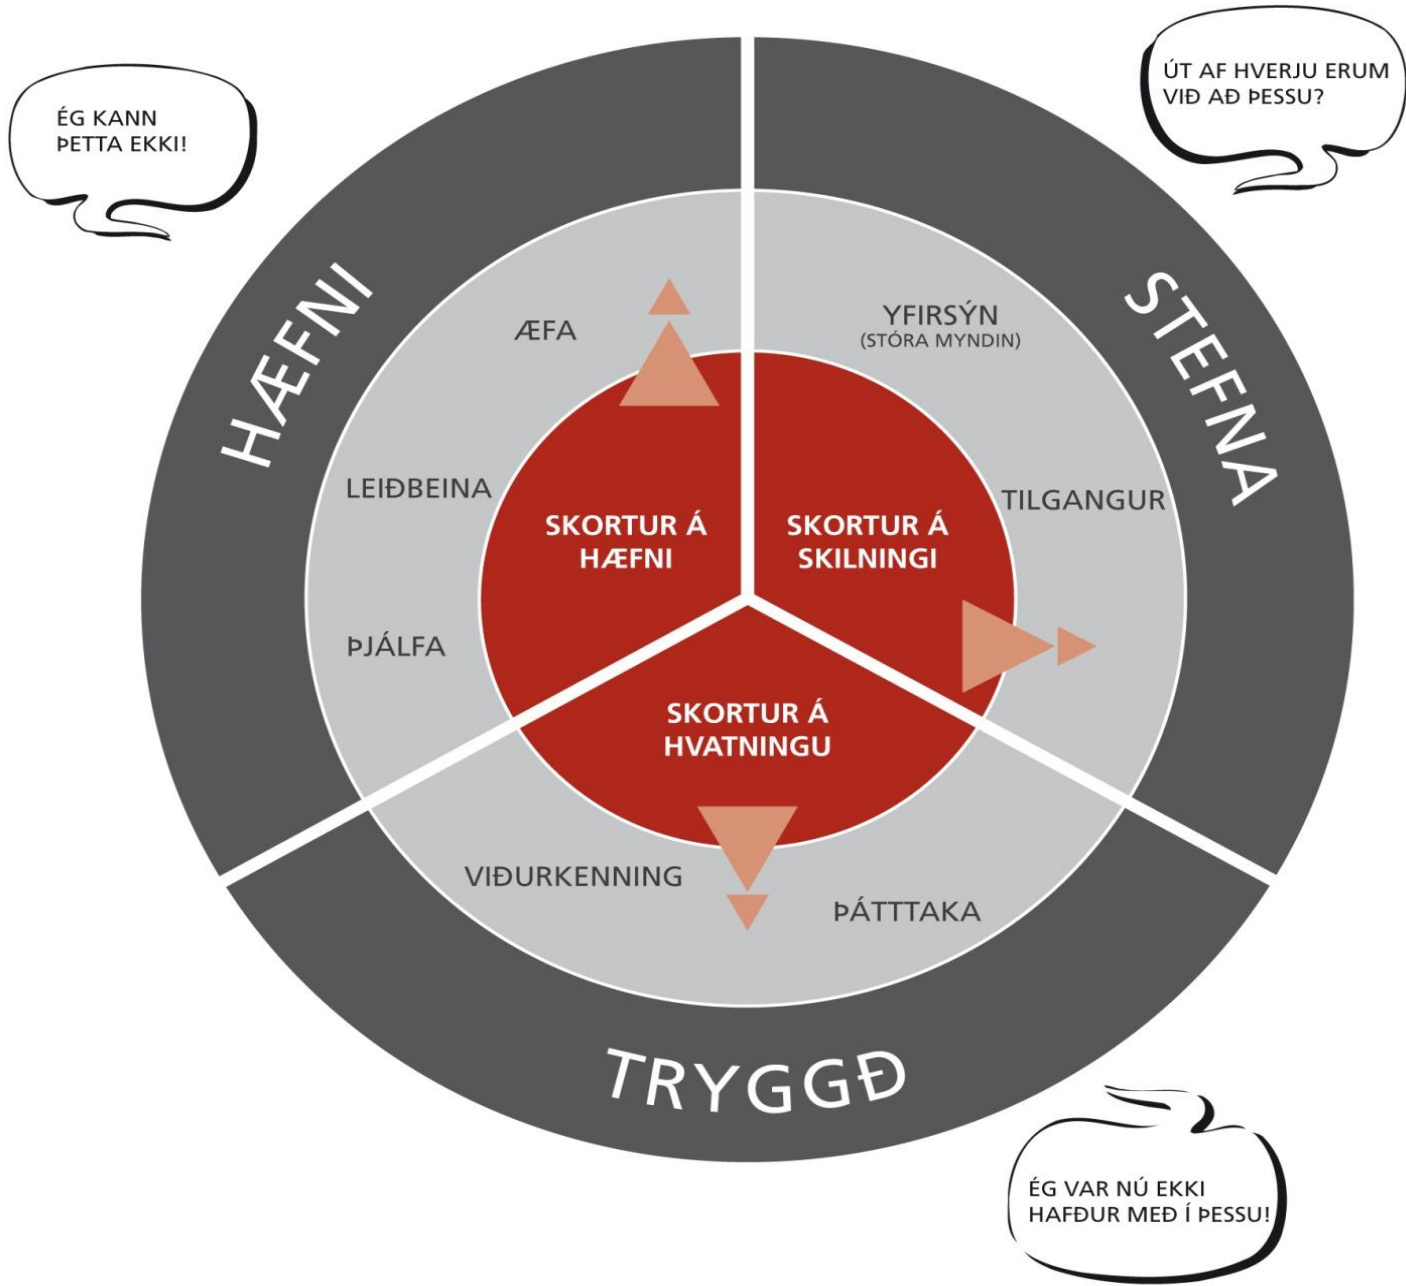 ÉG KANN
ÞETTA EKKI!
ÚT AF HVERJU ERUM
VIÐ AÐ ÞESSU?
HÆFNI
STEFNA
ÆFA
LEIÐBEINA
ÞJÁLFA
YFIRSÝN
(STÓRA MYNDIN)
TILGANGUR
SKORTUR Á
HÆFNI
SKORTUR Á
SKILNINGI
SKORTUR Á
HVATNINGU
VIÐURKENNING
ÞÁTTTAKA
TRYGGÐ
ÉG VAR NÚ EKKI
HAFÐUR MEÐ Í ÞESSU!